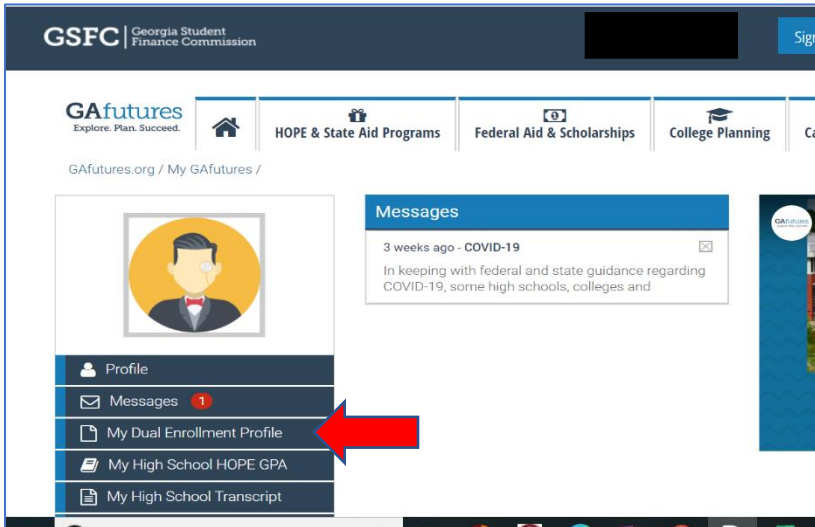 GSFC
Georgia Student
Finance Commission
GAfutures
Explore. Plan. Succeed.
HOPE & State Aid Programs
Federal Aid & Scholarships
College Planning
GAfutures.org / My GAfutures /
Messages
3 weeks ago - COVID-19
In keeping with federal and state guidance regarding
COVID-19, some high schools, colleges and
Profile
Messages 1
My Dual Enrollment Profile
My High School HOPE GPA
My High School Transcript